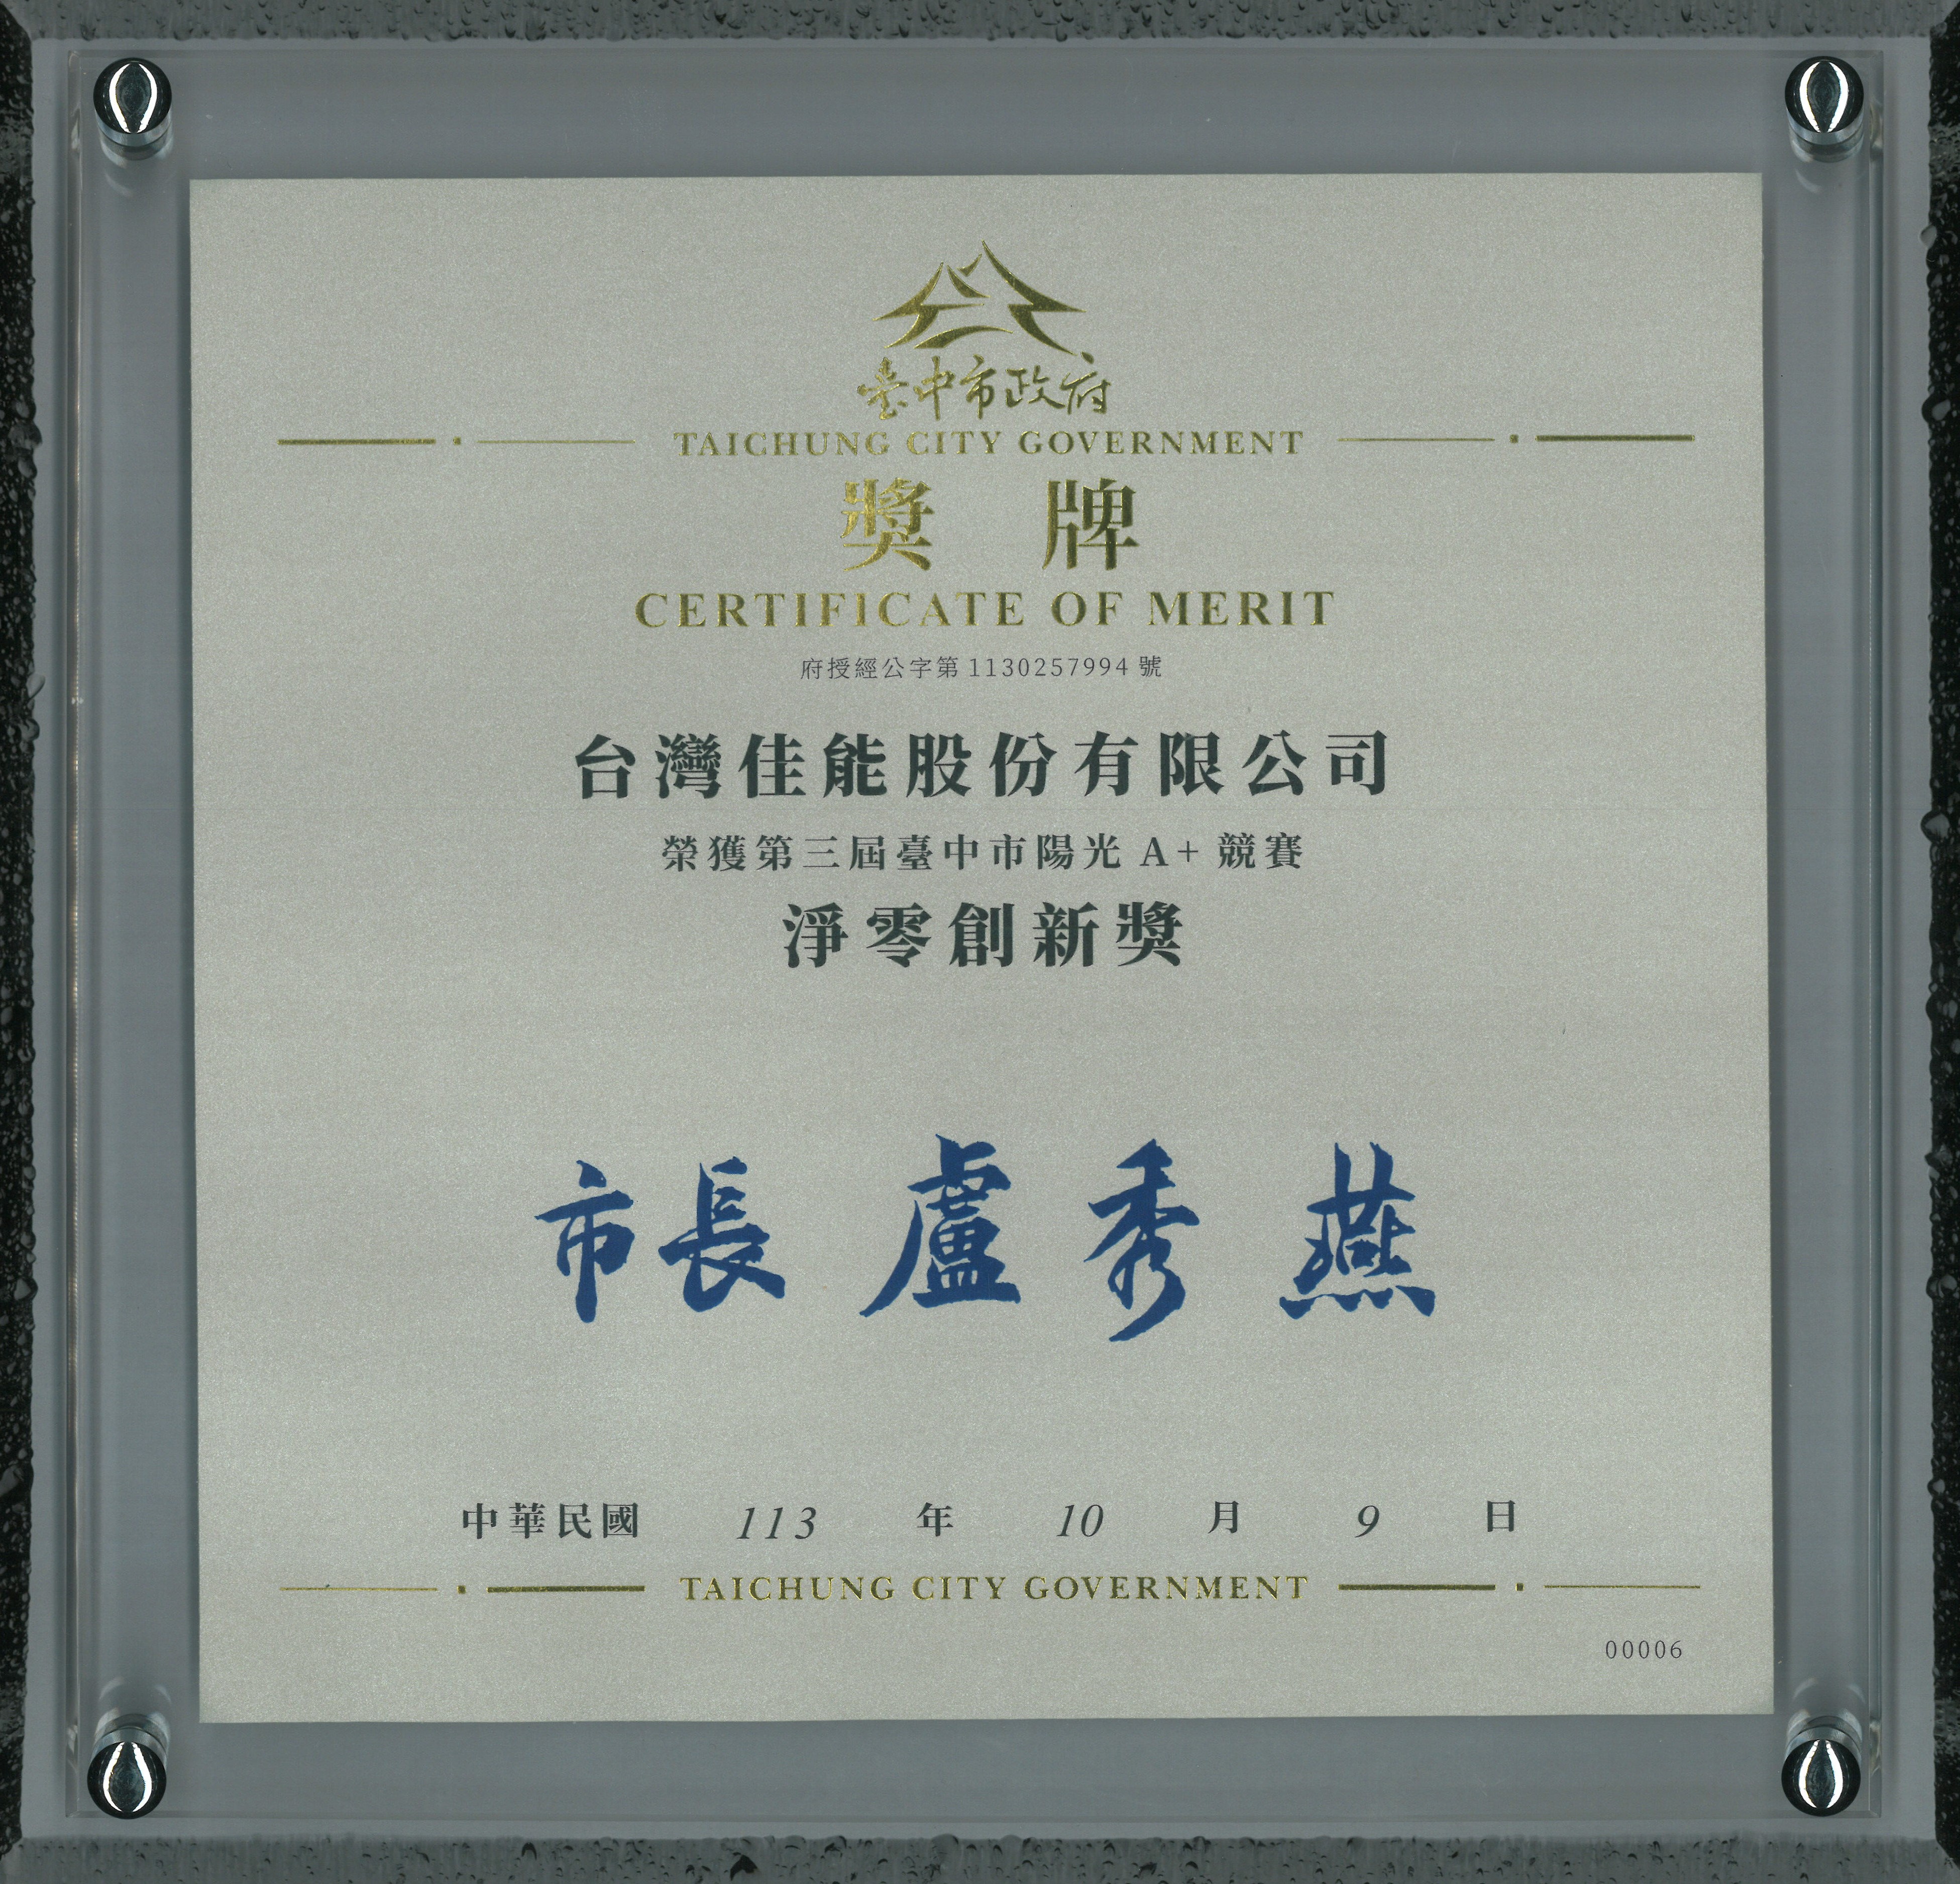 臺中市政府
TAICHUNG CITY GOVERNMENT
獎 牌
CERTIFICATE OF MERIT
府授經公字第1130257994號
台灣佳能股份有限公司
榮獲第三屆臺中市陽光 A+ 競賽
淨零創新獎
市長 盧秀燕
中華民國 113 年 10 月 9 日
TAICHUNG CITY GOVERNMENT
00006